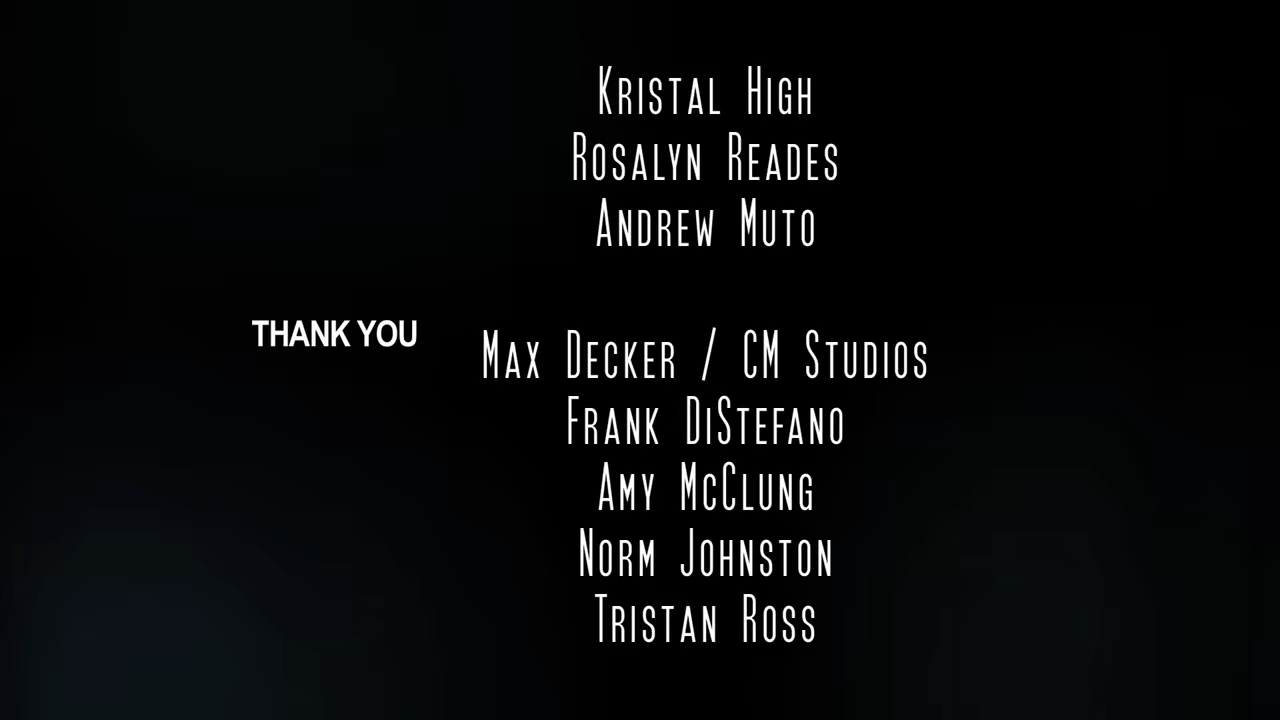 Kristal High
Rosalyn Reades
Andrew Muto
THANK YOU
Max Decker / CM Studios
Frank DiStefano
Amy McClung
Norm Johnston
Tristan Ross